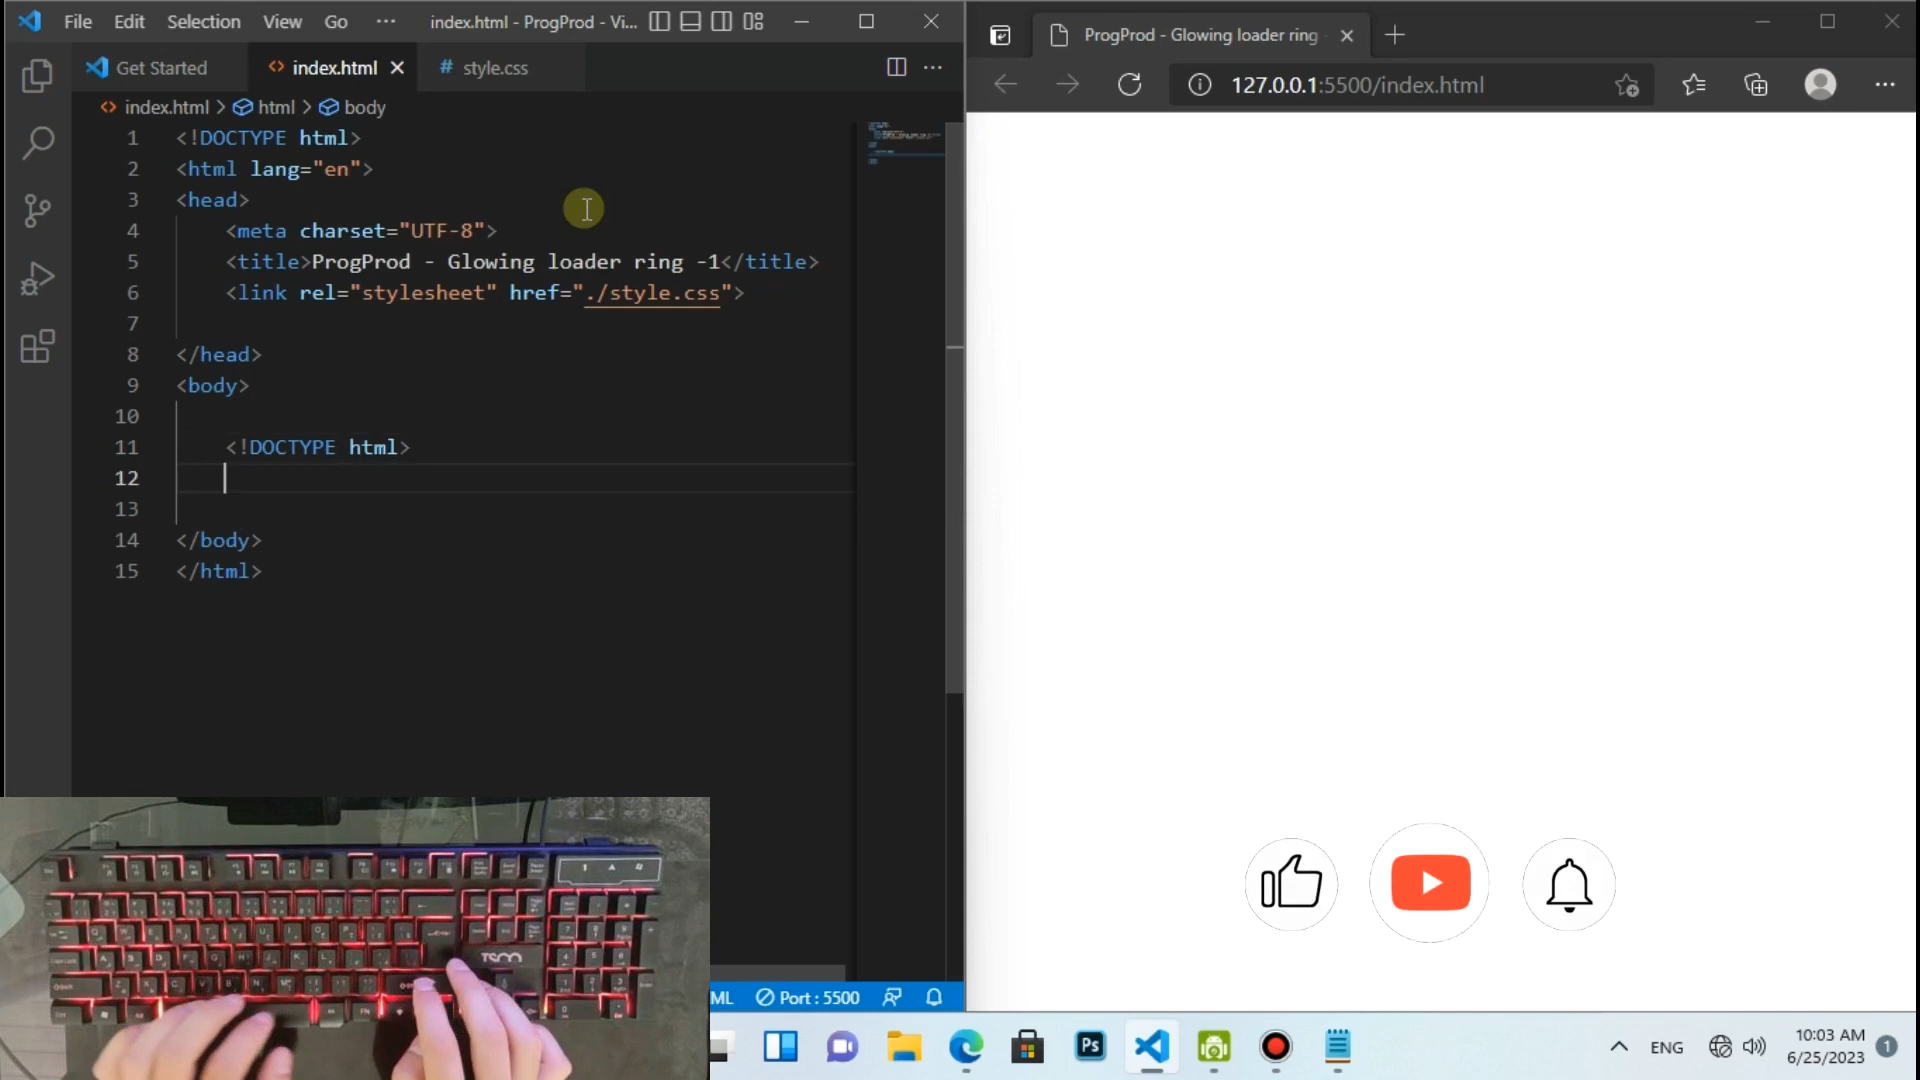 File Edit Selection View Go ··· index.html - ProgProd - Vi...
Get Started index.html style.css
index.html > html > body
1 <!DOCTYPE html>
2 <html lang="en">
3 <head>
4 <meta charset="UTF-8">
5 <title>ProgProd - Glowing loader ring -1</title>
6 <link rel="stylesheet" href="./style.css">
7
8 </head>
9 <body>
10
11 <!DOCTYPE html>
12
13
14 </body>
15 </html>
ProgProd - Glowing loader ring
127.0.0.1:5500/index.html
TSCO
ML Port : 5500
Ps
ENG
10:03 AM
6/25/2023
1